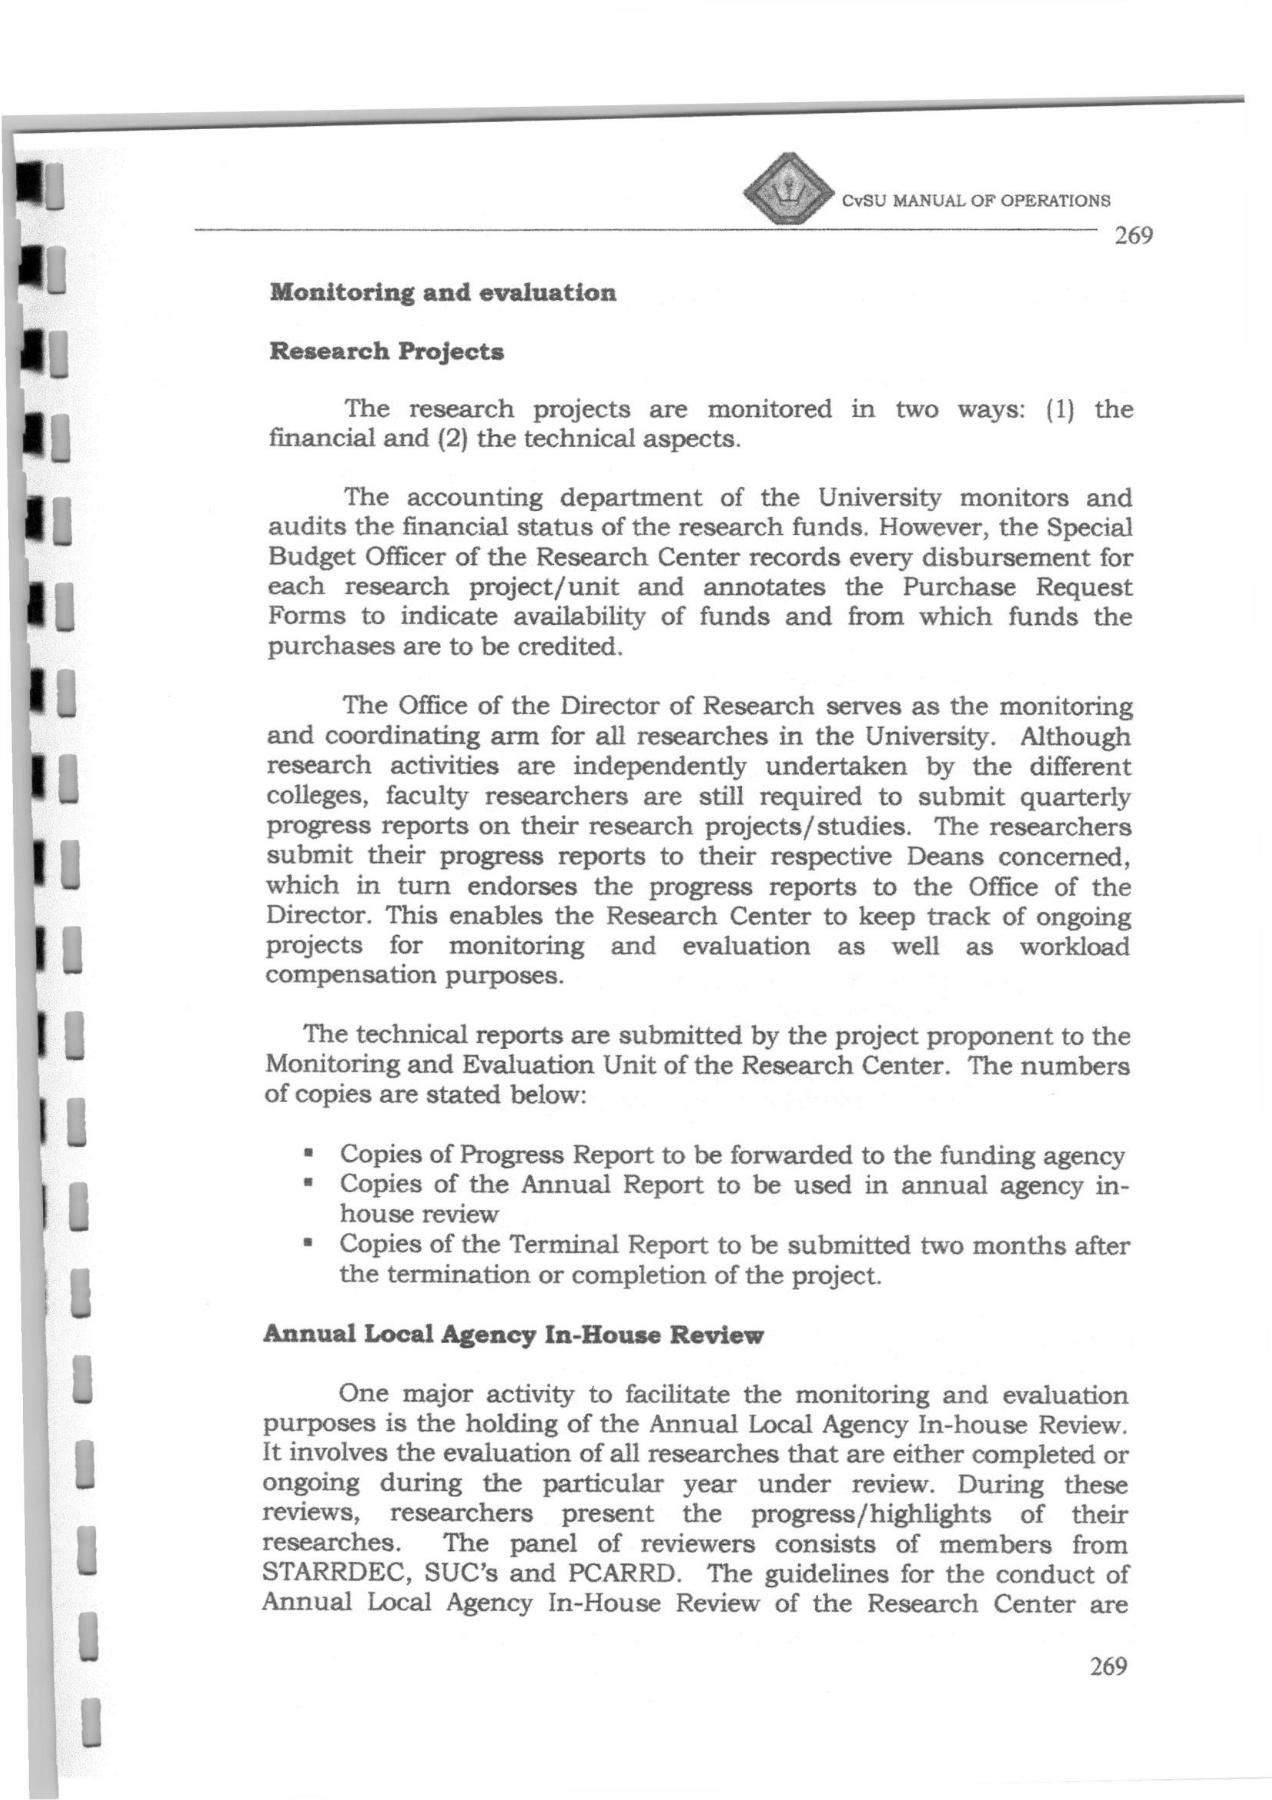 CvSU MANUAL OF OPERATIONS
269
Monitoring and evaluation
Research Projects
The research projects are monitored in two ways: (1) the
financial and (2) the technical aspects.
The accounting department of the University monitors and
audits the financial status of the research funds. However, the Special
Budget Officer of the Research Center records every disbursement for
each research project/unit and annotates the Purchase Request
Forms to indicate availability of funds and from which funds the
purchases are to be credited.
The Office of the Director of Research serves as the monitoring
and coordinating arm for all researches in the University. Although
research activities are independently undertaken by the different
colleges, faculty researchers are still required to submit quarterly
progress reports on their research projects/studies. The researchers
submit their progress reports to their respective Deans concerned,
which in turn endorses the progress reports to the Office of the
Director. This enables the Research Center to keep track of ongoing
projects for monitoring and evaluation as well as workload
compensation purposes.
The technical reports are submitted by the project proponent to the
Monitoring and Evaluation Unit of the Research Center. The numbers
of copies are stated below:
▪ Copies of Progress Report to be forwarded to the funding agency
▪ Copies of the Annual Report to be used in annual agency in-
house review
▪ Copies of the Terminal Report to be submitted two months after
the termination or completion of the project.
Annual Local Agency In-House Review
One major activity to facilitate the monitoring and evaluation
purposes is the holding of the Annual Local Agency In-house Review.
It involves the evaluation of all researches that are either completed or
ongoing during the particular year under review. During these
reviews, researchers present the progress/highlights of their
researches. The panel of reviewers consists of members from
STARRDEC, SUC's and PCARRD. The guidelines for the conduct of
Annual Local Agency In-House Review of the Research Center are
269